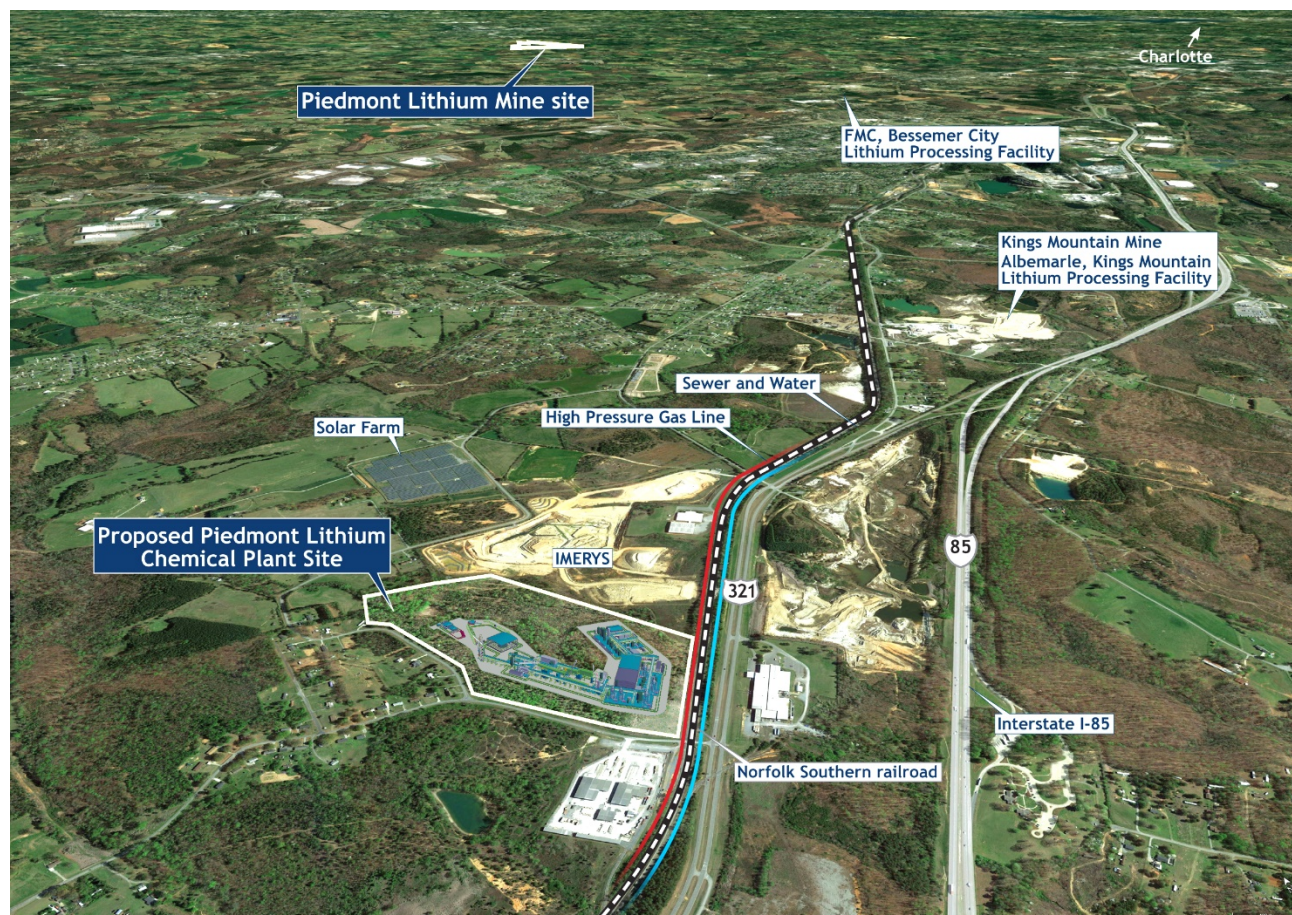 Charlotte
Piedmont Lithium Mine site
FMC, Bessemer City
Lithium Processing Facility
Kings Mountain Mine
Albemarle, Kings Mountain
Lithium Processing Facility
Sewer and Water
High Pressure Gas Line
Solar Farm
Proposed Piedmont Lithium
Chemical Plant Site
IMERYS
85
321
Interstate I-85
Norfolk Southern railroad